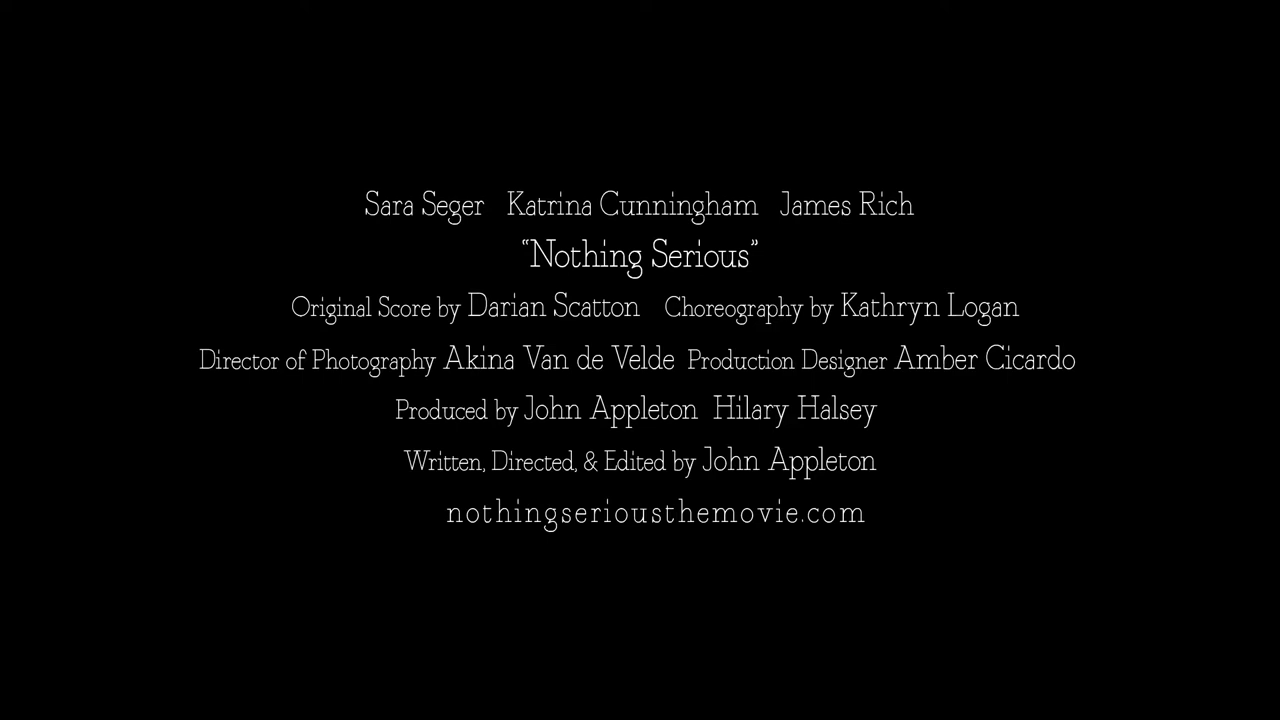 Sara Seger Katrina Cunningham James Rich
“Nothing Serious”
Original Score by Darian Scatton Choreography by Kathryn Logan
Director of Photography Akina Van de Velde Production Designer Amber Cicardo
Produced by John Appleton Hilary Halsey
Written, Directed, & Edited by John Appleton
nothingseriousthemovie.com